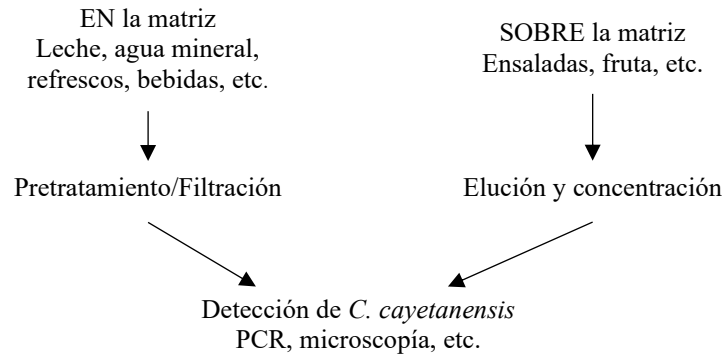 EN la matriz
Leche, agua mineral,
refrescos, bebidas, etc.
SOBRE la matriz
Ensaladas, fruta, etc.
Pretratamiento/Filtración
Elución y concentración
Detección de C. cayetanensis
PCR, microscopía, etc.